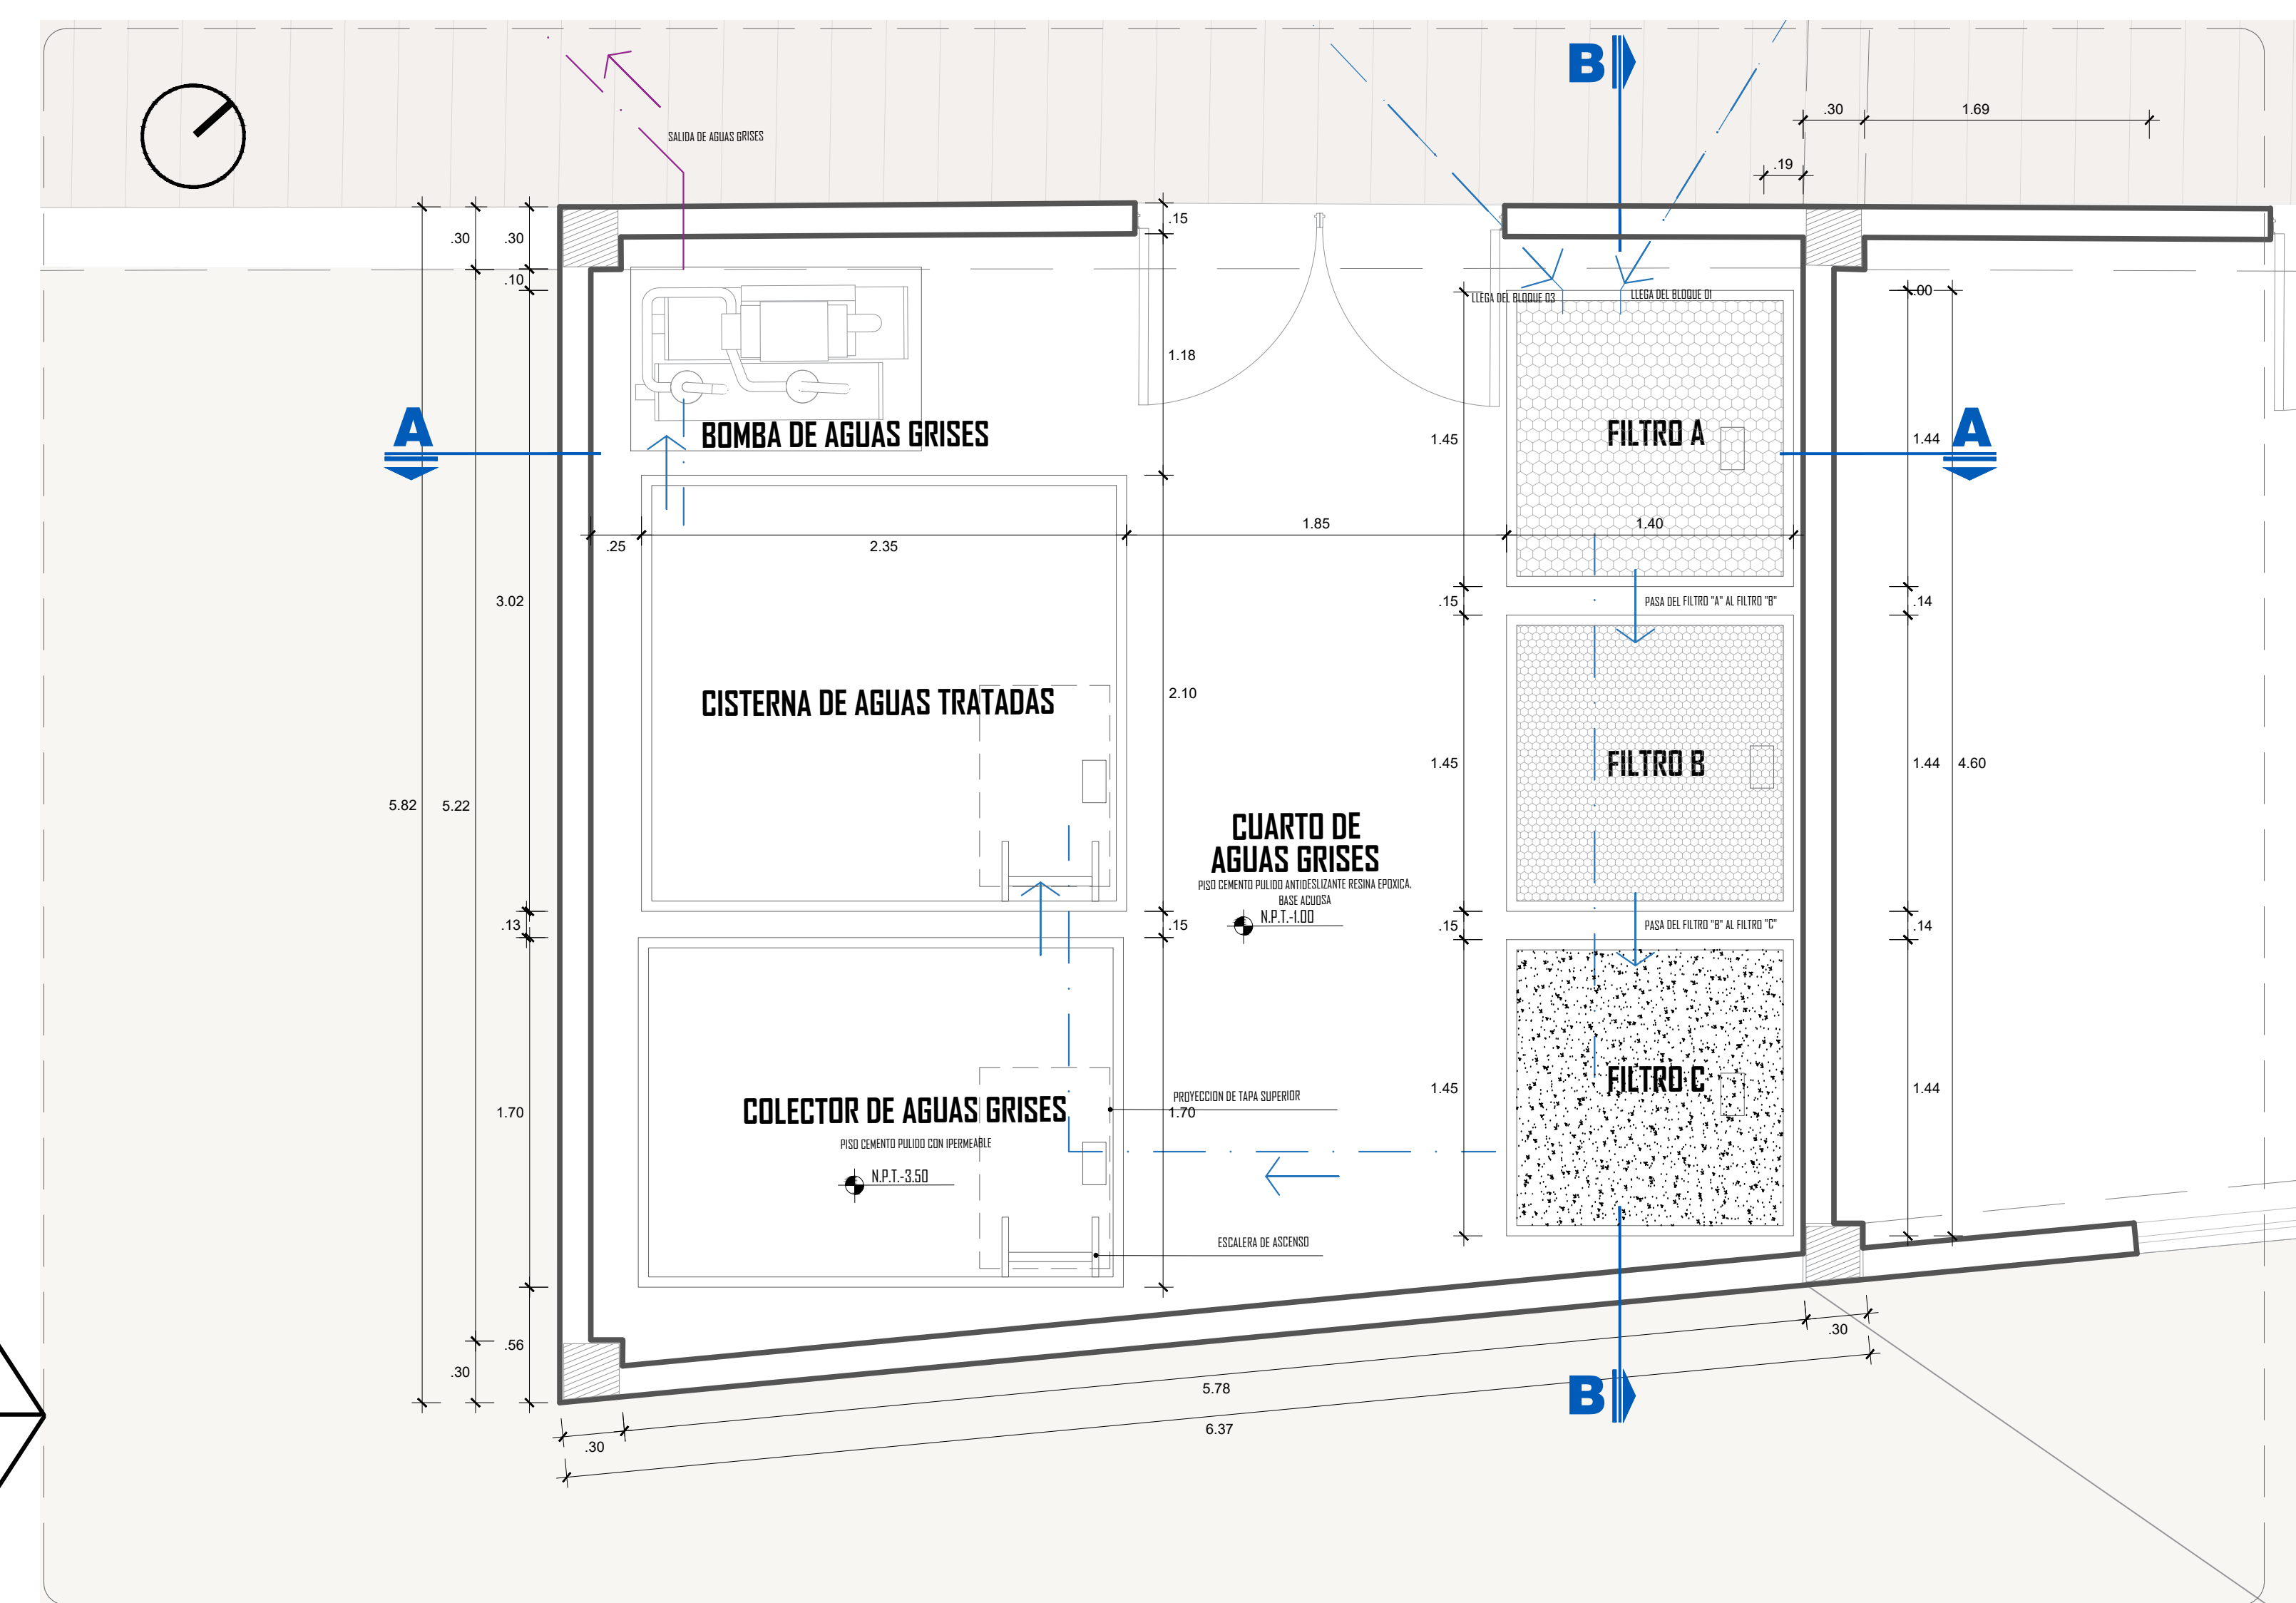 B
.30
1.69
SALIDA DE AGUAS GRISES
.19
.30
.30
.15
.10
LLEGA DEL BLOQUE 03
LLEGA DEL BLOQUE 01
.00
1.18
A
BOMBA DE AGUAS GRISES
1.45
FILTRO A
1.44
A
.25
2.35
1.85
1.40
3.02
.15
PASA DEL FILTRO "A" AL FILTRO "B"
.14
CISTERNA DE AGUAS TRATADAS
2.10
1.45
FILTRO B
1.44
4.60
5.82
5.22
CUARTO DE
AGUAS GRISES
PISO CEMENTO PULIDO ANTIDESLIZANTE RESINA EPOXICA.
BASE ACUOSA
N.P.T.-1.00
.13
.15
.15
PASA DEL FILTRO "B" AL FILTRO "C"
.14
1.70
COLECTOR DE AGUAS GRISES
PISO CEMENTO PULIDO CON IPERMEABLE
N.P.T.-3.50
PROYECCION DE TAPA SUPERIOR
1.70
1.45
FILTRO C
1.44
ESCALERA DE ASCENSO
.56
.30
.30
5.78
B
6.37
.30